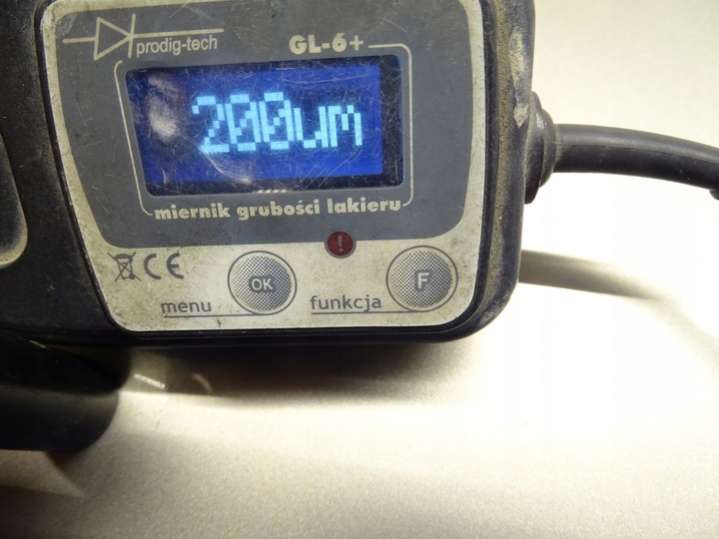 prodig-tech
GL-6+
200um
miernik grubości lakieru
CE
OK
F
menu
funkcja